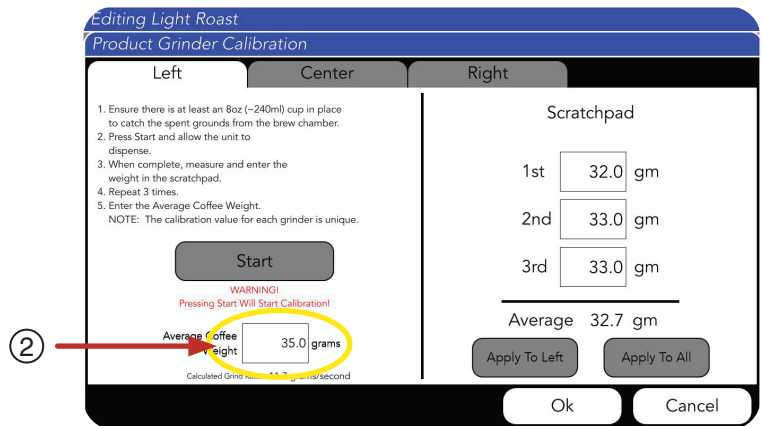 Editing Light Roast
Product Grinder Calibration
Left
Center
Right
1. Ensure there is at least an 8oz (~240ml) cup in place
to catch the spent grounds from the brew chamber.
2. Press Start and allow the unit to
dispense.
3. When complete, measure and enter the
weight in the scratchpad.
4. Repeat 3 times.
5. Enter the Average Coffee Weight.
NOTE: The calibration value for each grinder is unique.
Start
WARNING!
Pressing Start Will Start Calibration!
2
Average Coffee
Weight
35.0 grams
Calculated Grind 11.7 grams/second
Scratchpad
1st 32.0 gm
2nd 33.0 gm
3rd 33.0 gm
Average 32.7 gm
Apply To Left
Apply To All
Ok
Cancel